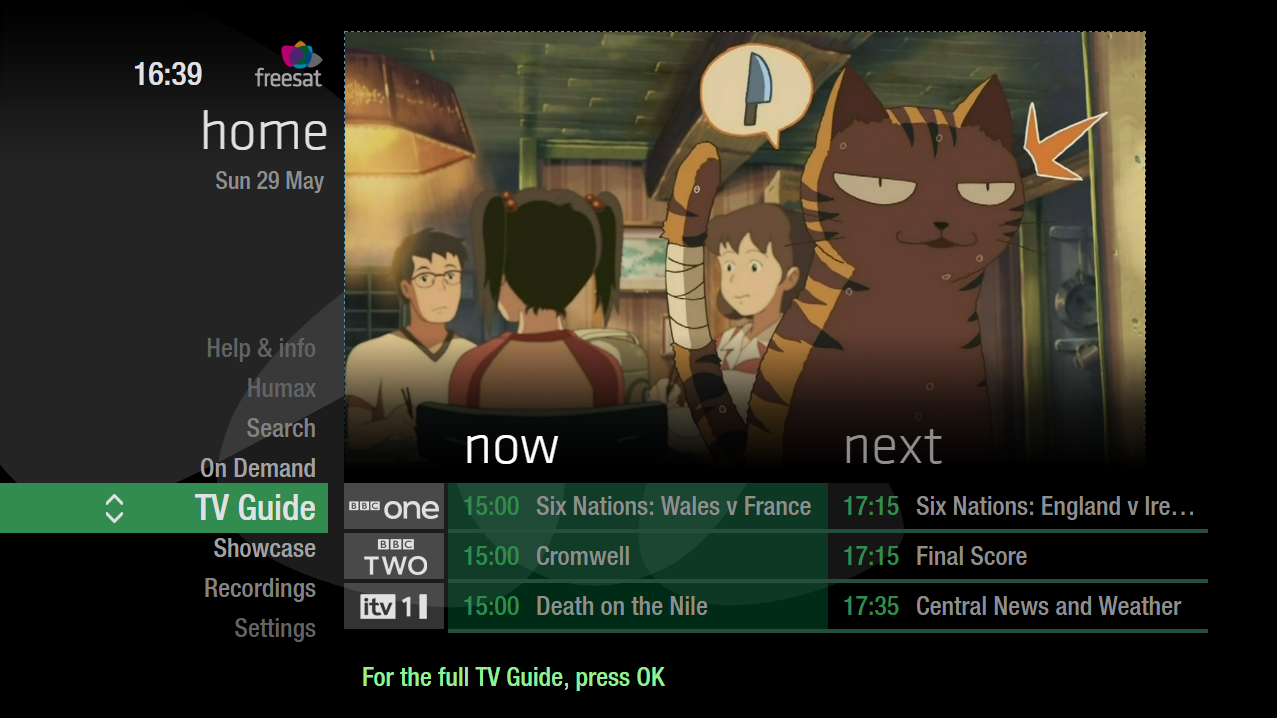 16:39
freesat
home
Sun 29 May
Help & info
Humax
Search
On Demand
TV Guide
Showcase
Recordings
Settings
now next
BBC one 15:00 Six Nations: Wales v France 17:15 Six Nations: England v Ire...
BBC TWO 15:00 Cromwell 17:15 Final Score
itv 1 15:00 Death on the Nile 17:35 Central News and Weather
For the full TV Guide, press OK